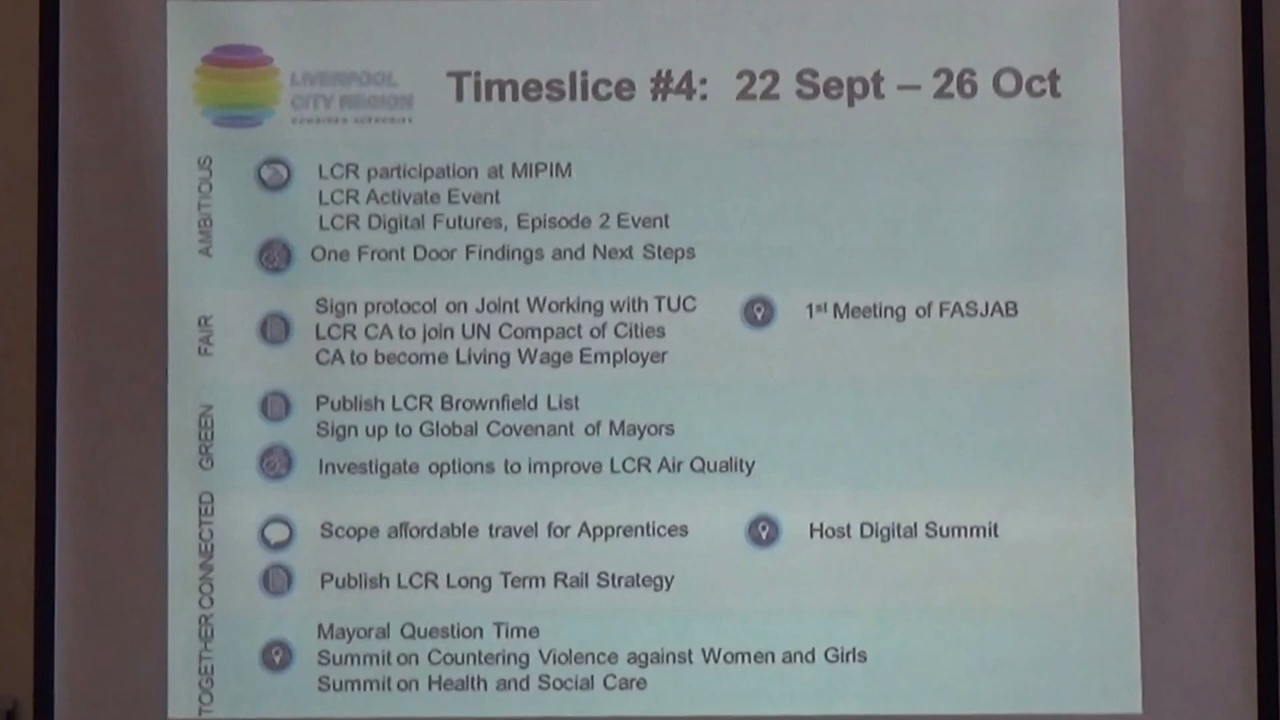 LIVERPOOL
CITY REGION
COMBINED AUTHORITY
Timeslice #4: 22 Sept – 26 Oct
AMBITIOUS
LCR participation at MIPIM
LCR Activate Event
LCR Digital Futures, Episode 2 Event
One Front Door Findings and Next Steps
FAIR
Sign protocol on Joint Working with TUC
LCR CA to join UN Compact of Cities
CA to become Living Wage Employer
1st Meeting of FASJAB
GREEN
Publish LCR Brownfield List
Sign up to Global Covenant of Mayors
Investigate options to improve LCR Air Quality
CONNECTED
Scope affordable travel for Apprentices
Host Digital Summit
Publish LCR Long Term Rail Strategy
TOGETHER
Mayoral Question Time
Summit on Countering Violence against Women and Girls
Summit on Health and Social Care